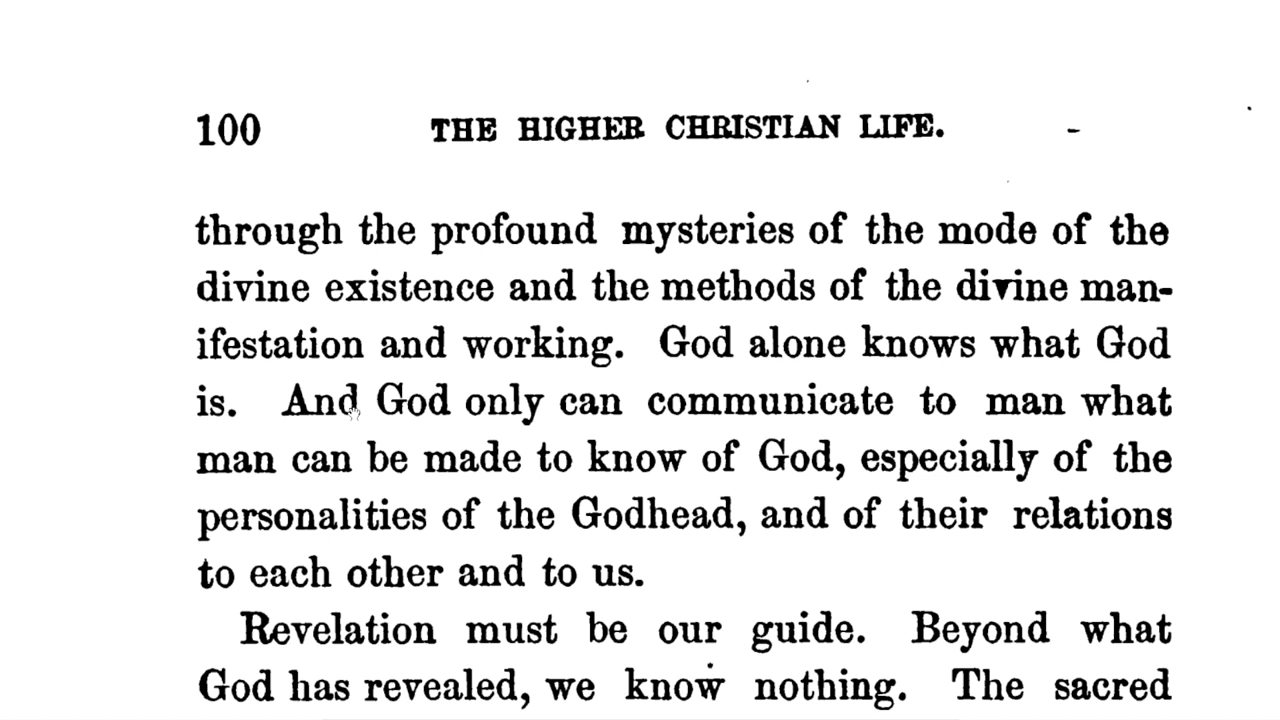 100 THE HIGHER CHRISTIAN LIFE.
through the profound mysteries of the mode of the
divine existence and the methods of the divine man-
ifestation and working. God alone knows what God
is. And God only can communicate to man what
man can be made to know of God, especially of the
personalities of the Godhead, and of their relations
to each other and to us.
Revelation must be our guide. Beyond what
God has revealed, we know nothing. The sacred